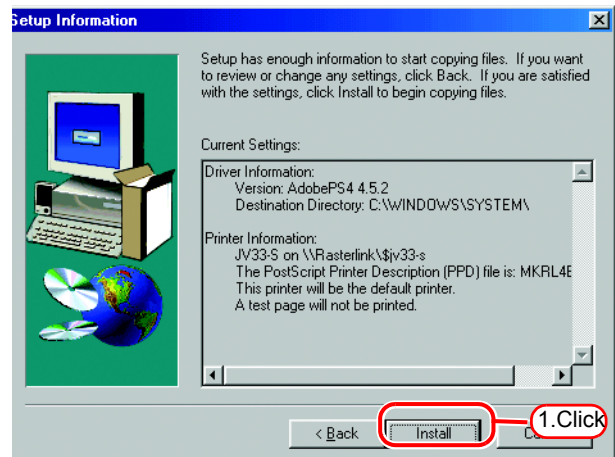 Setup Information
Setup has enough information to start copying files. If you want
to review or change any settings, click Back. If you are satisfied
with the settings, click Install to begin copying files.
Current Settings:
Driver Information:
Version: AdobePS4 4.5.2
Destination Directory: C:\WINDOWS\SYSTEM\
Printer Information:
JV33-S on \\Rasterlink\$jv33-s
The PostScript Printer Description (PPD) file is: MKRL4E
This printer will be the default printer.
A test page will not be printed.
< Back
Install
1.Click